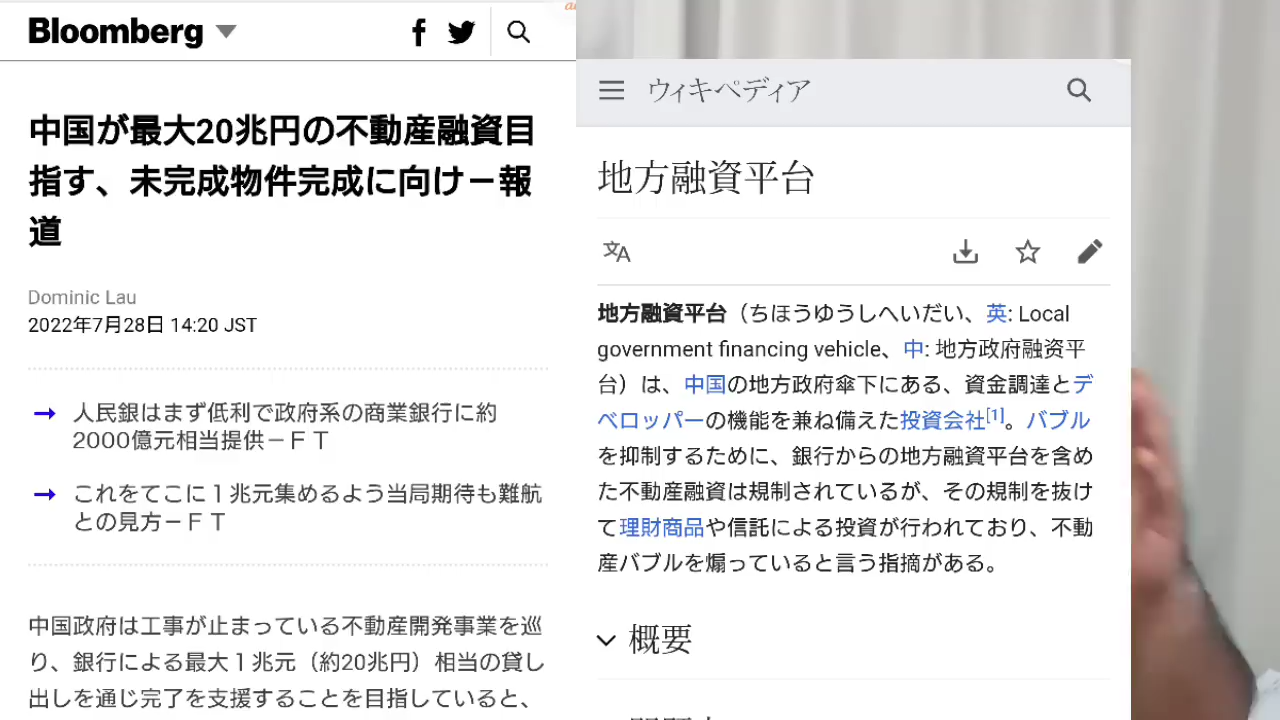 Bloomberg
中国が最大20兆円の不動産融資目
指す、未完成物件完成に向け－報
道
Dominic Lau
2022年7月28日 14:20 JST
人民銀はまず低利で政府系の商業銀行に約
2000億元相当提供－ＦＴ
これをてこに１兆元集めるよう当局期待も難航
との見方－ＦＴ
中国政府は工事が止まっている不動産開発事業を巡
り、銀行による最大１兆元（約20兆円）相当の貸し
出しを通じ完了を支援することを目指していると、
ウィキペディア
地方融資平台
地方融資平台（ちほうゆうしへいだい、英: Local
government financing vehicle、中: 地方政府融資平
台）は、中国の地方政府傘下にある、資金調達とデ
ベロッパーの機能を兼ね備えた投資会社[1]。バブル
を抑制するために、銀行からの地方融資平台を含め
た不動産融資は規制されているが、その規制を抜け
て理財商品や信託による投資が行われており、不動
産バブルを煽っていると言う指摘がある。
概要